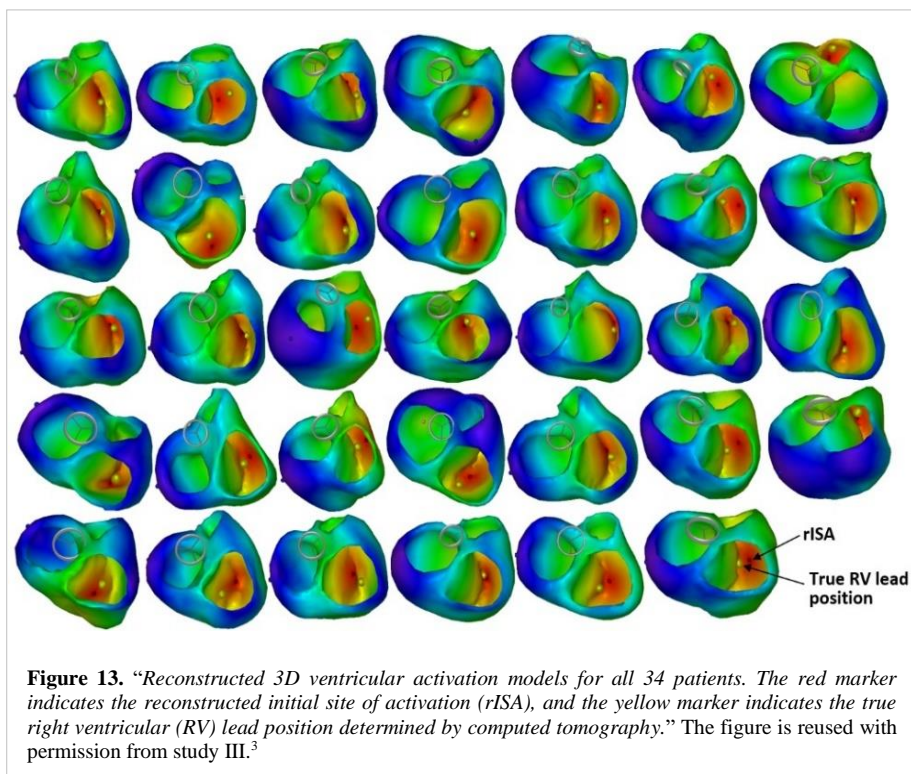 rISA
True RV lead
position
Figure 13. “Reconstructed 3D ventricular activation models for all 34 patients. The red marker
indicates the reconstructed initial site of activation (rISA), and the yellow marker indicates the true
right ventricular (RV) lead position determined by computed tomography.” The figure is reused with
permission from study III.³